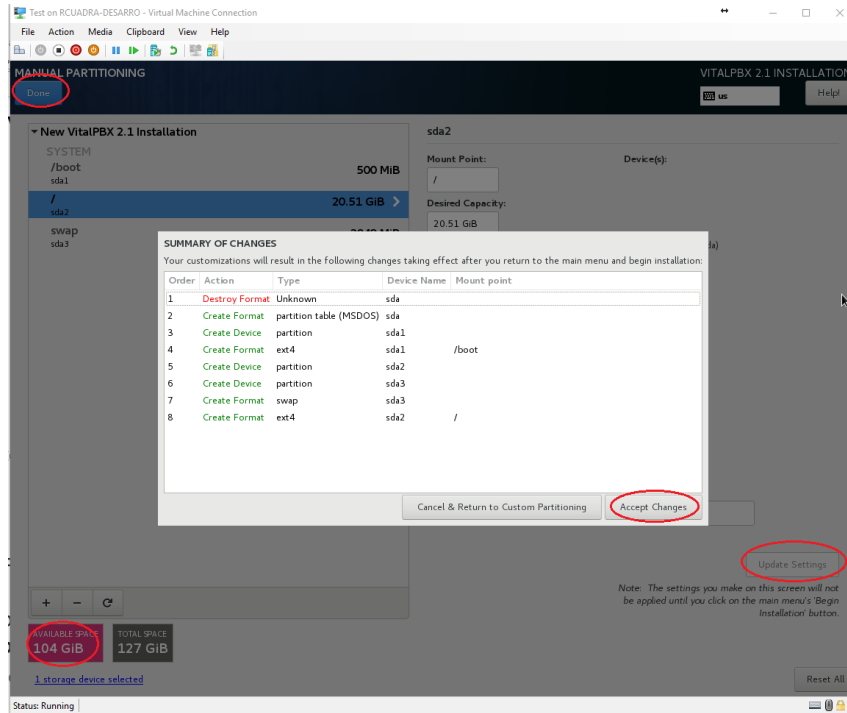 Test on RCUADRA-DESARRO - Virtual Machine Connection
File Action Media Clipboard View Help
MANUAL PARTITIONING
VITALPBX 2.1 INSTALLATION
Done
us
Help!
New VitalPBX 2.1 Installation
sda2
SYSTEM
/boot
500 MiB
sda1
Mount Point:
Device(s):
/
/
20.51 GiB
sda2
Desired Capacity:
20.51 GiB
swap
sda3
SUMMARY OF CHANGES
Your customizations will result in the following changes taking effect after you return to the main menu and begin installation:
Order Action Type Device Name Mount point
1 Destroy Format Unknown sda
2 Create Format partition table (MSDOS) sda
3 Create Device partition sda1
4 Create Format ext4 sda1 /boot
5 Create Device partition sda2
6 Create Device partition sda3
7 Create Format swap sda3
8 Create Format ext4 sda2 /
Cancel & Return to Custom Partitioning
Accept Changes
Update Settings
Note: The settings you make on this screen will not
be applied until you click on the main menu's 'Begin
Installation' button.
+ −
AVAILABLE SPACE
104 GiB
TOTAL SPACE
127 GiB
1 storage device selected
Reset All
Status: Running